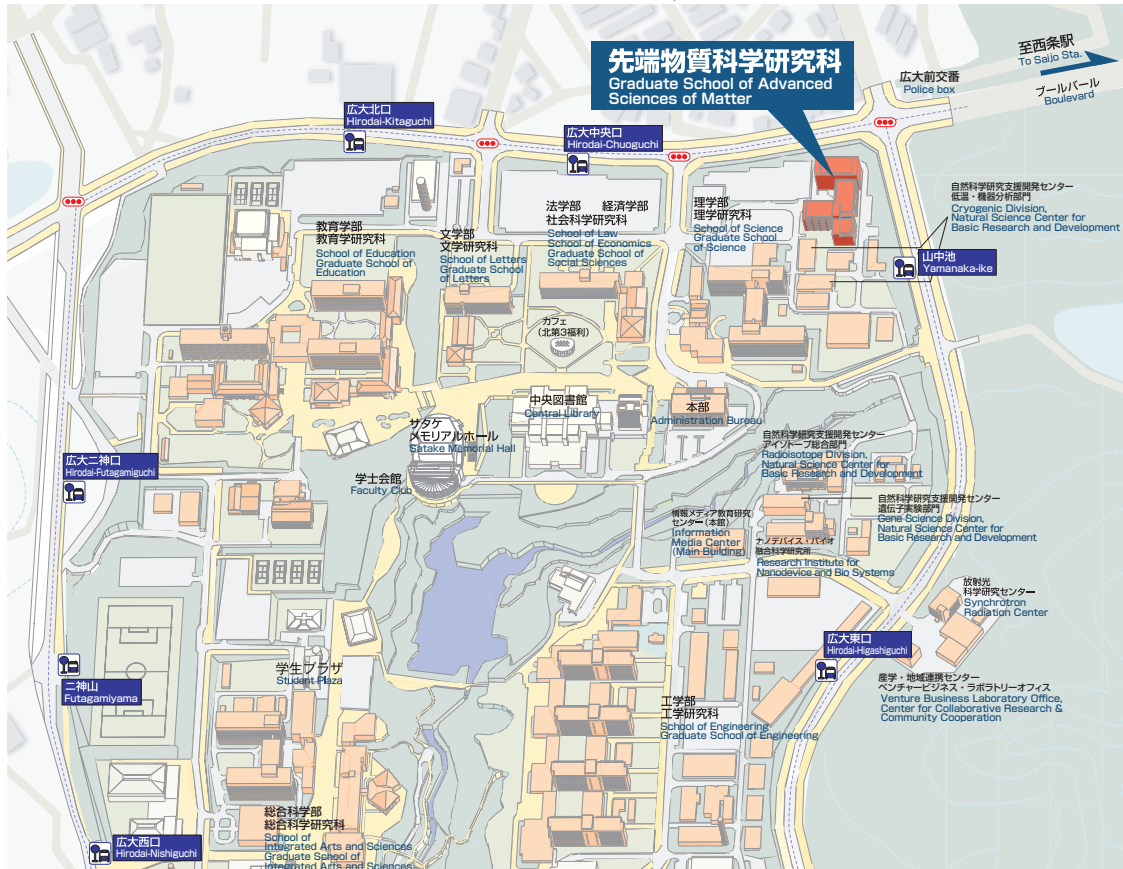 先端物質科学研究科
Graduate School of Advanced
Sciences of Matter
至西条駅
To Saijo Sta.
広大前交番
Police box
ブールバール
Boulevard
広大北口
Hirodai-Kitaguchi
広大中央口
Hirodai-Chuoguchi
自然科学研究支援開発センター
低温・機器分析部門
Cryogenic Division,
Natural Science Center for
Basic Research and Development
山中池
Yamanaka-ike
教育学部
教育学研究科
School of Education
Graduate School of
Education
文学部
文学研究科
School of Letters
Graduate School
of Letters
法学部 経済学部
社会科学研究科
School of Law
School of Economics
Graduate School of
Social Sciences
理学部
理学研究科
School of Science
Graduate School
of Science
カフェ
(北第3福利)
中央図書館
Central Library
本部
Administration Bureau
サタケ
メモリアルホール
Satake Memorial Hall
学士会館
Faculty Club
広大二神口
Hirodai-Futagamiguchi
自然科学研究支援開発センター
アイソトープ総合部門
Radioisotope Division,
Natural Science Center for
Basic Research and Development
自然科学研究支援開発センター
遺伝子実験部門
Gene Science Division,
Natural Science Center for
Basic Research and Development
情報メディア教育研究
センター(本館)
Information
Media Center
(Main Building)
ナノデバイス・バイオ
融合科学研究所
Research Institute for
Nanodevice and Bio Systems
放射光
科学研究センター
Synchrotron
Radiation Center
広大東口
Hirodai-Higashiguchi
産学・地域連携センター
ベンチャービジネス・ラボラトリーオフィス
Venture Business Laboratory Office,
Center for Collaborative Research &
Community Cooperation
二神山
Futagamiyama
学生プラザ
Student Plaza
工学部
工学研究科
School of Engineering
Graduate School of Engineering
総合科学部
総合科学研究科
School of
Integrated Arts and Sciences
Graduate School of
Integrated Arts and Sciences
広大西口
Hirodai-Nishiguchi